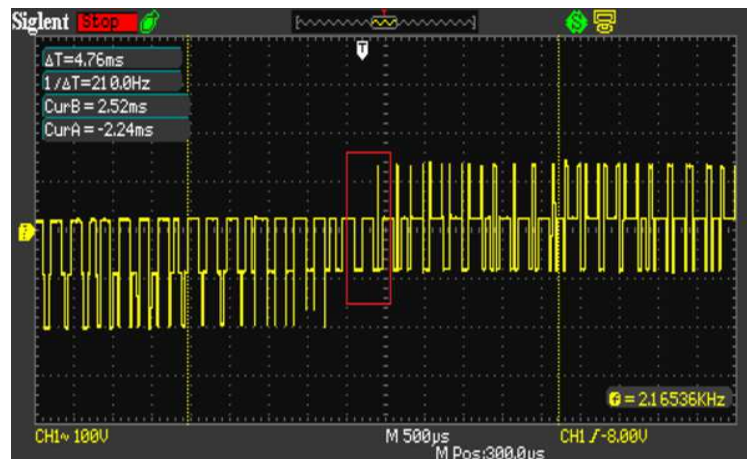 Siglent Stop
T
ΔT=4.76ms
1/ΔT=210.0Hz
CurB = 2.52ms
CurA = -2.24ms
f = 2.16536KHz
CH1~ 100V M 500µs CH1 ƒ-8.00V
M Pos:300.0µs